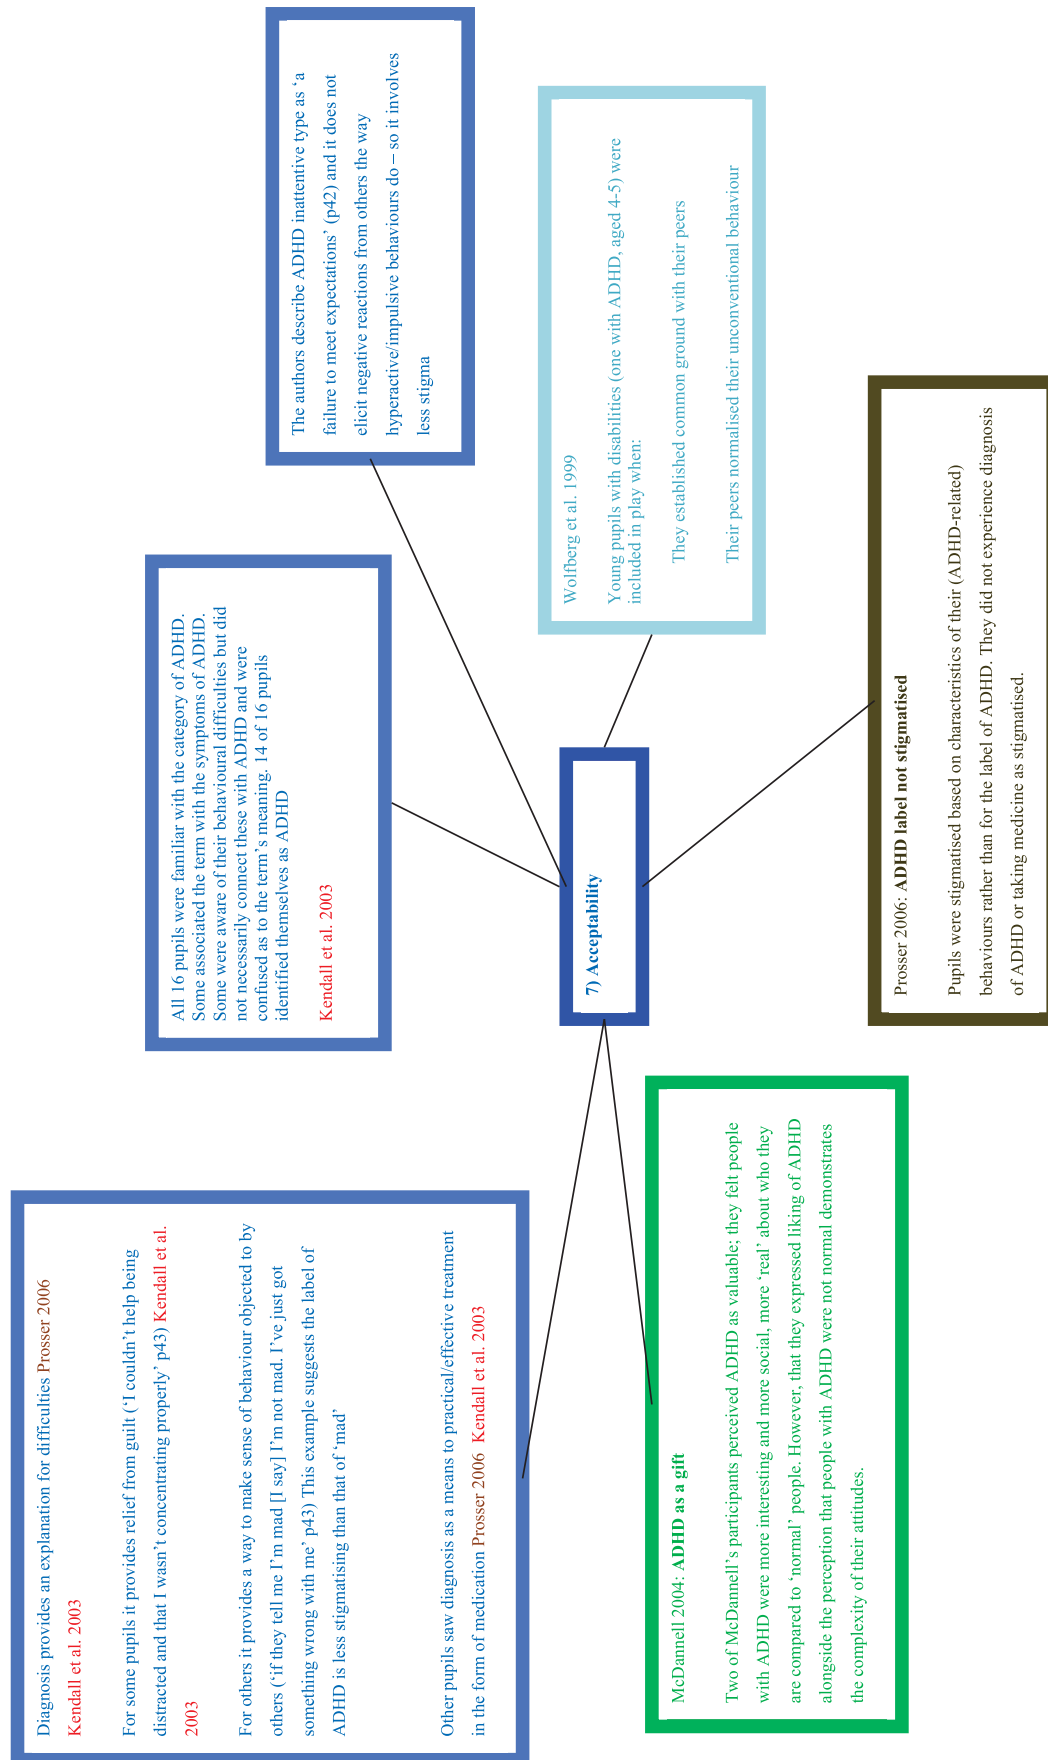 Diagnosis provides an explanation for difficulties Prosser 2006
Kendall et al. 2003
For some pupils it provides relief from guilt (‘I couldn’t help being
distracted and that I wasn’t concentrating properly’ p43) Kendall et al.
2003
For others it provides a way to make sense of behaviour objected to by
others (‘if they tell me I’m mad [I say] I’m not mad. I’ve just got
something wrong with me’ p43) This example suggests the label of
ADHD is less stigmatising than that of ‘mad’
Other pupils saw diagnosis as a means to practical/effective treatment
in the form of medication Prosser 2006 Kendall et al. 2003
All 16 pupils were familiar with the category of ADHD.
Some associated the term with the symptoms of ADHD.
Some were aware of their behavioural difficulties but did
not necessarily connect these with ADHD and were
confused as to the term’s meaning. 14 of 16 pupils
identified themselves as ADHD
Kendall et al. 2003
The authors describe ADHD inattentive type as ‘a
failure to meet expectations’ (p42) and it does not
elicit negative reactions from others the way
hyperactive/impulsive behaviours do – so it involves
less stigma
7) Acceptability
Wolfberg et al. 1999
Young pupils with disabilities (one with ADHD, aged 4-5) were
included in play when:
They established common ground with their peers
Their peers normalised their unconventional behaviour
McDannell 2004: ADHD as a gift
Two of McDannell’s participants perceived ADHD as valuable; they felt people
with ADHD were more interesting and more social, more ‘real’ about who they
are compared to ‘normal’ people. However, that they expressed liking of ADHD
alongside the perception that people with ADHD were not normal demonstrates
the complexity of their attitudes.
Prosser 2006: ADHD label not stigmatised
Pupils were stigmatised based on characteristics of their (ADHD-related)
behaviours rather than for the label of ADHD. They did not experience diagnosis
of ADHD or taking medicine as stigmatised.